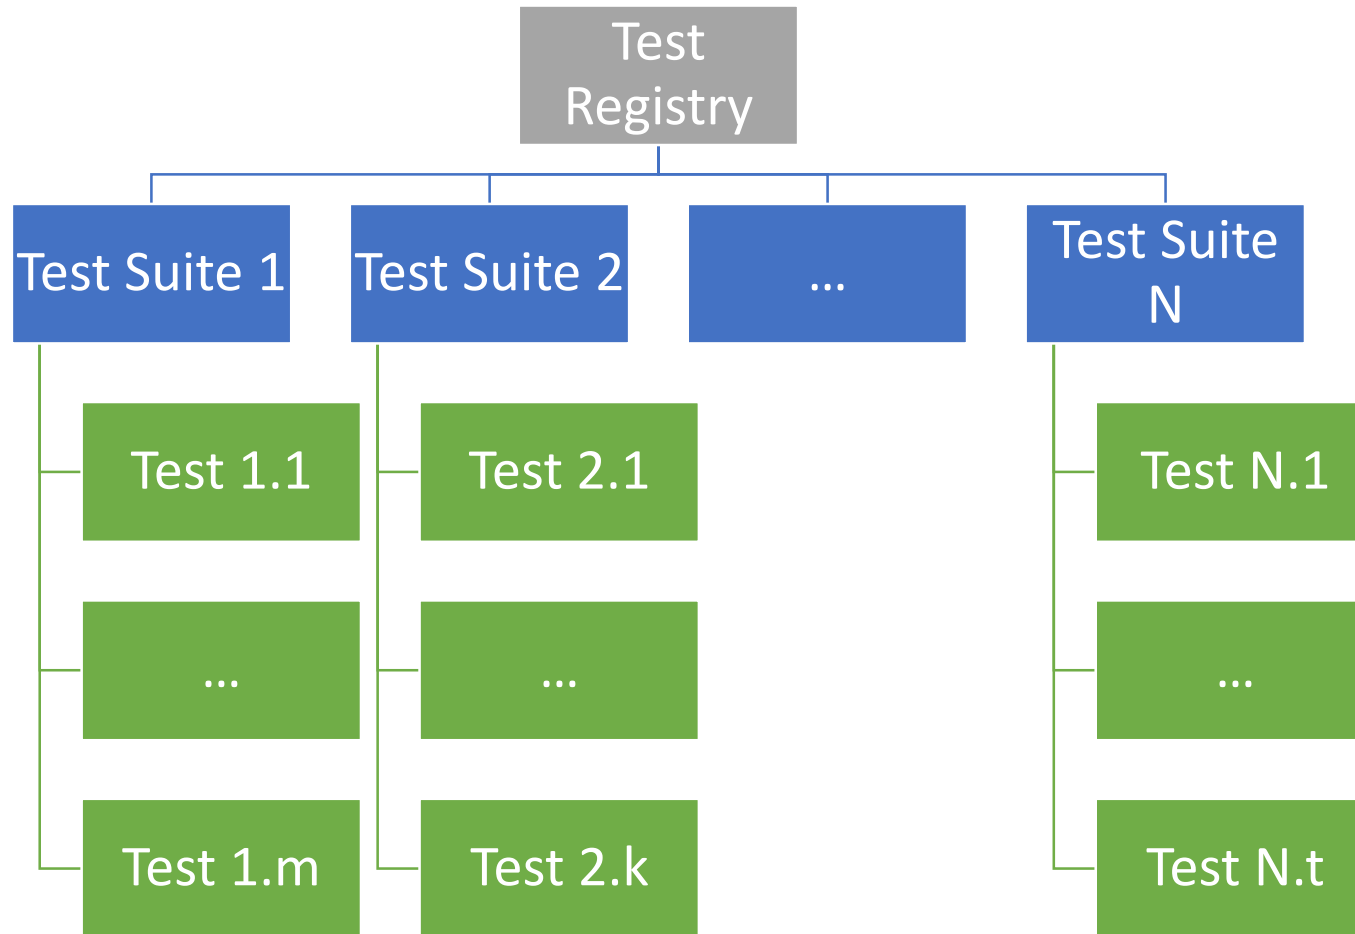 Test
Registry
Test Suite 1
Test Suite 2
...
Test Suite
N
Test 1.1
Test 2.1
Test N.1
...
...
...
Test 1.m
Test 2.k
Test N.t